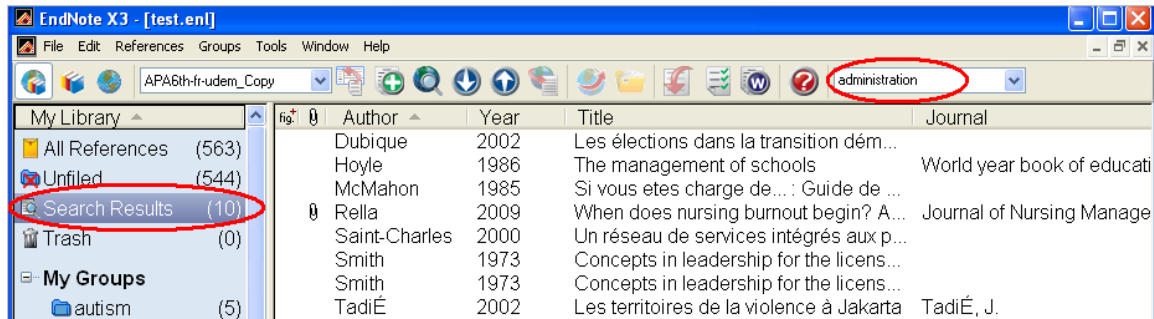 EndNote X3 - [test.enl]
File Edit References Groups Tools Window Help
APA6th-fr-udem_Copy administration
My Library fig. Author Year Title Journal
All References (563)
Unfiled (544)
Search Results (10)
Trash (0)
My Groups
autism (5)
Dubique 2002 Les élections dans la transition dém...
Hoyle 1986 The management of schools World year book of educati
McMahon 1985 Si vous etes charge de... : Guide de ...
Rella 2009 When does nursing burnout begin? A... Journal of Nursing Manage
Saint-Charles 2000 Un réseau de services intégrés aux p...
Smith 1973 Concepts in leadership for the licens...
Smith 1973 Concepts in leadership for the licens...
TadiÉ 2002 Les territoires de la violence à Jakarta TadiÉ, J.